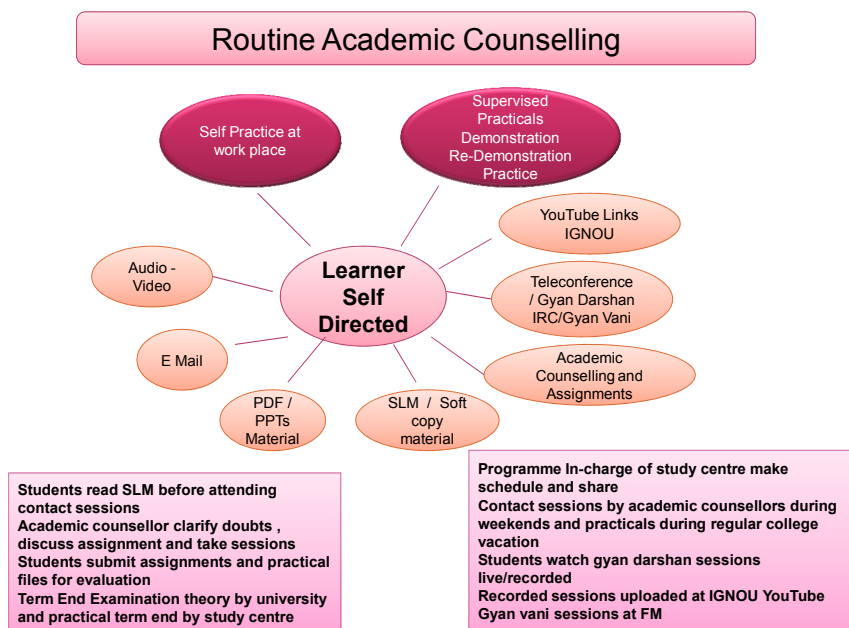 Routine Academic Counselling
Self Practice at
work place
Supervised
Practicals
Demonstration
Re-Demonstration
Practice
YouTube Links
IGNOU
Audio -
Video
Learner
Self
Directed
Teleconference
/ Gyan Darshan
IRC/Gyan Vani
E Mail
Academic
Counselling and
Assignments
PDF /
PPTs
Material
SLM / Soft
copy
material
Students read SLM before attending
contact sessions
Academic counsellor clarify doubts ,
discuss assignment and take sessions
Students submit assignments and practical
files for evaluation
Term End Examination theory by university
and practical term end by study centre
Programme In-charge of study centre make
schedule and share
Contact sessions by academic counsellors during
weekends and practicals during regular college
vacation
Students watch gyan darshan sessions
live/recorded
Recorded sessions uploaded at IGNOU YouTube
Gyan vani sessions at FM